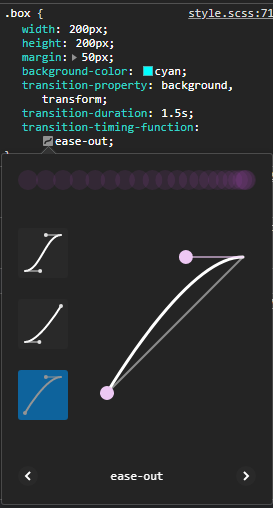 .box { style.scss:71
width: 200px;
height: 200px;
margin: 50px;
background-color: cyan;
transition-property: background,
transform;
transition-duration: 1.5s;
transition-timing-function:
ease-out;
ease-out